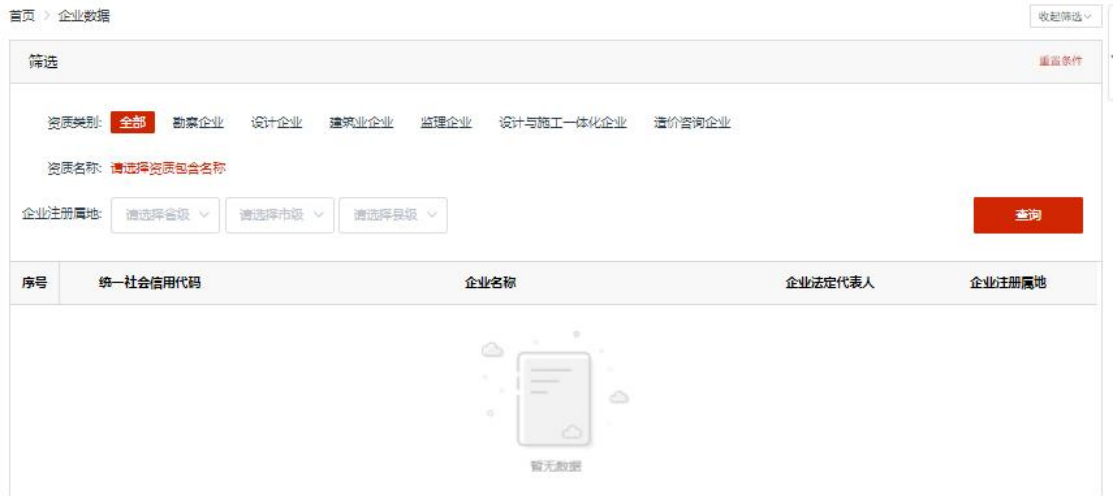 首页 > 企业数据
收起筛选
筛选
重置条件
资质类别: 全部 勘察企业 设计企业 建筑业企业 监理企业 设计与施工一体化企业 造价咨询企业
资质名称: 请选择资质包含名称
企业注册属地: 请选择省级 请选择市级 请选择县级 查询
序号 统一社会信用代码 企业名称 企业法定代表人 企业注册属地
暂无数据